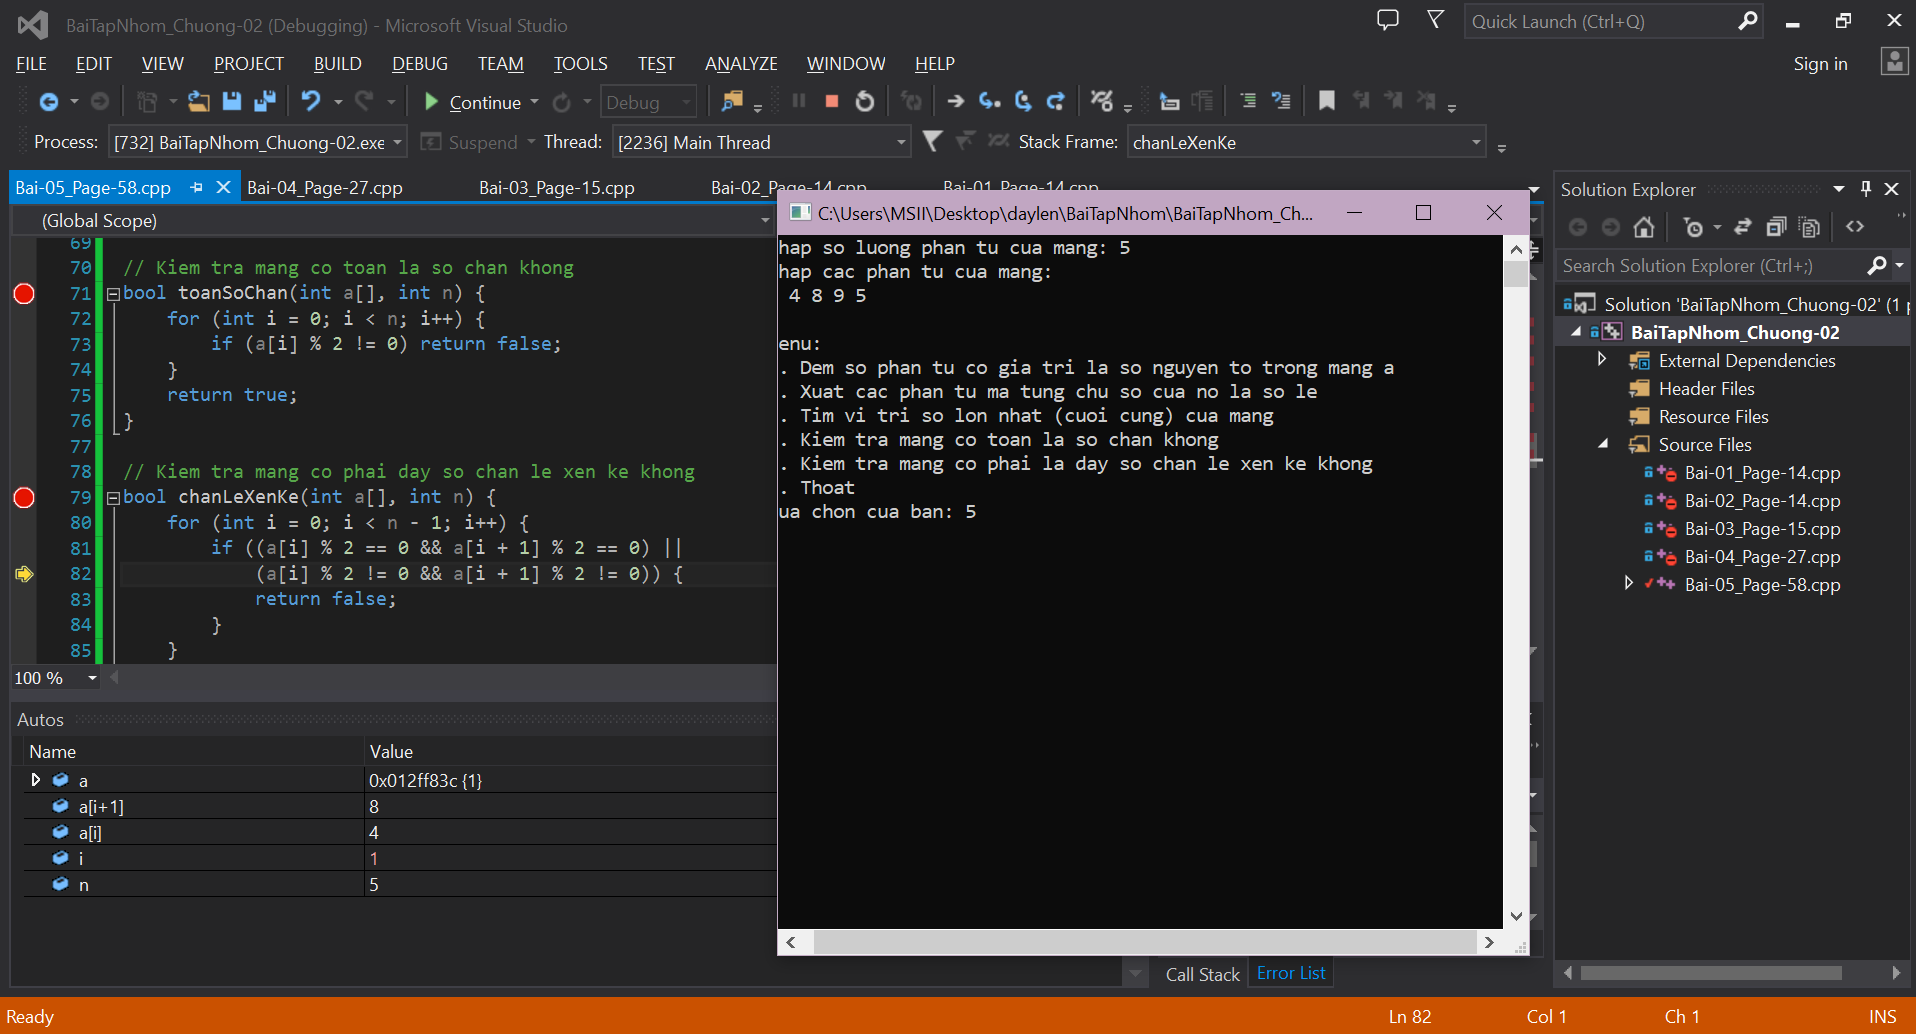 BaiTapNhom_Chuong-02 (Debugging) - Microsoft Visual Studio
Quick Launch (Ctrl+Q)
FILE EDIT VIEW PROJECT BUILD DEBUG TEAM TOOLS TEST ANALYZE WINDOW HELP
Sign in
Continue
Debug
Process: [732] BaiTapNhom_Chuong-02.exe
Suspend
Thread: [2236] Main Thread
Stack Frame: chanLeXenKe
Bai-05_Page-58.cpp Bai-04_Page-27.cpp Bai-03_Page-15.cpp Bai-02_Page-14.cpp Bai-01_Page-14.cpp
(Global Scope)
69
70 // Kiem tra mang co toan la so chan khong
71 bool toanSoChan(int a[], int n) {
72 for (int i = 0; i < n; i++) {
73 if (a[i] % 2 != 0) return false;
74 }
75 return true;
76 }
77
78 // Kiem tra mang co phai day so chan le xen ke khong
79 bool chanLeXenKe(int a[], int n) {
80 for (int i = 0; i < n - 1; i++) {
81 if ((a[i] % 2 == 0 && a[i + 1] % 2 == 0) ||
82 (a[i] % 2 != 0 && a[i + 1] % 2 != 0)) {
83 return false;
84 }
85 }
100 %
Autos
Name Value
a 0x012ff83c {1}
a[i+1] 8
a[i] 4
i 1
n 5
C:\Users\MSII\Desktop\daylen\BaiTapNhom\BaiTapNhom_Ch...
hap so luong phan tu cua mang: 5
hap cac phan tu cua mang:
4 8 9 5
enu:
. Dem so phan tu co gia tri la so nguyen to trong mang a
. Xuat cac phan tu ma tung chu so cua no la so le
. Tim vi tri so lon nhat (cuoi cung) cua mang
. Kiem tra mang co toan la so chan khong
. Kiem tra mang co phai la day so chan le xen ke khong
. Thoat
ua chon cua ban: 5
Call Stack Error List
Solution Explorer
Search Solution Explorer (Ctrl+;)
Solution 'BaiTapNhom_Chuong-02' (1 p
BaiTapNhom_Chuong-02
External Dependencies
Header Files
Resource Files
Source Files
Bai-01_Page-14.cpp
Bai-02_Page-14.cpp
Bai-03_Page-15.cpp
Bai-04_Page-27.cpp
Bai-05_Page-58.cpp
Ready
Ln 82 Col 1 Ch 1 INS